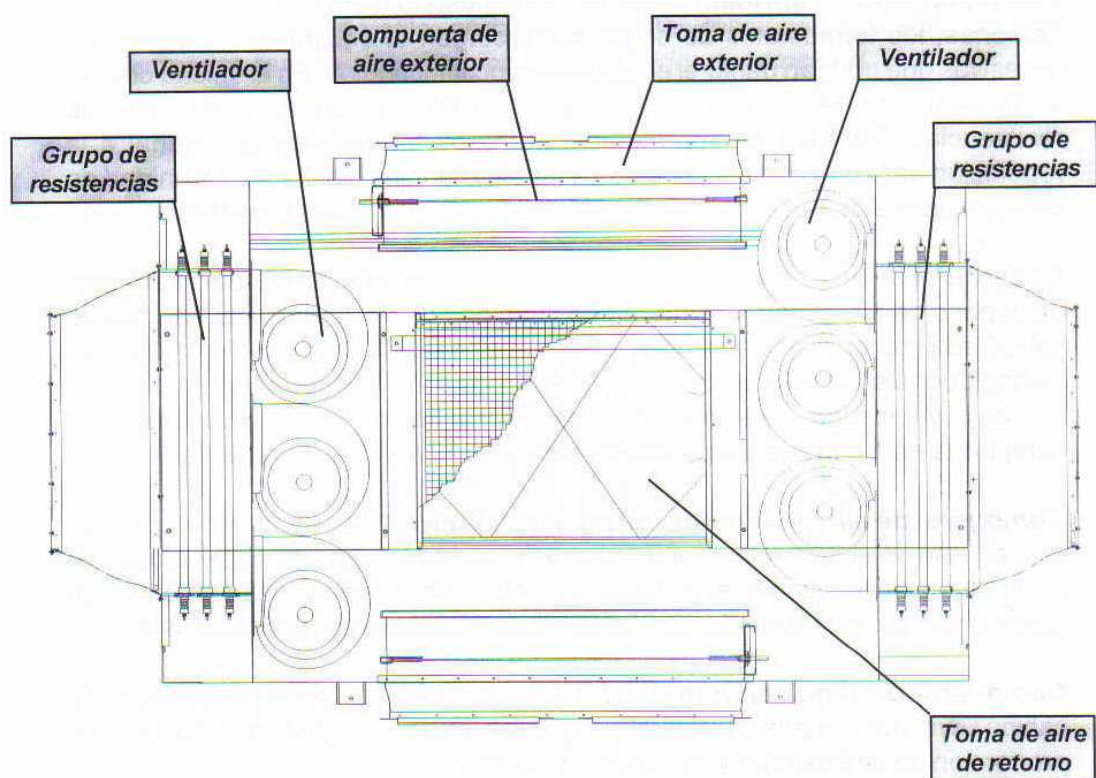 Ventilador
Compuerta de
aire exterior
Toma de aire
exterior
Ventilador
Grupo de
resistencias
Grupo de
resistencias
Toma de aire
de retorno